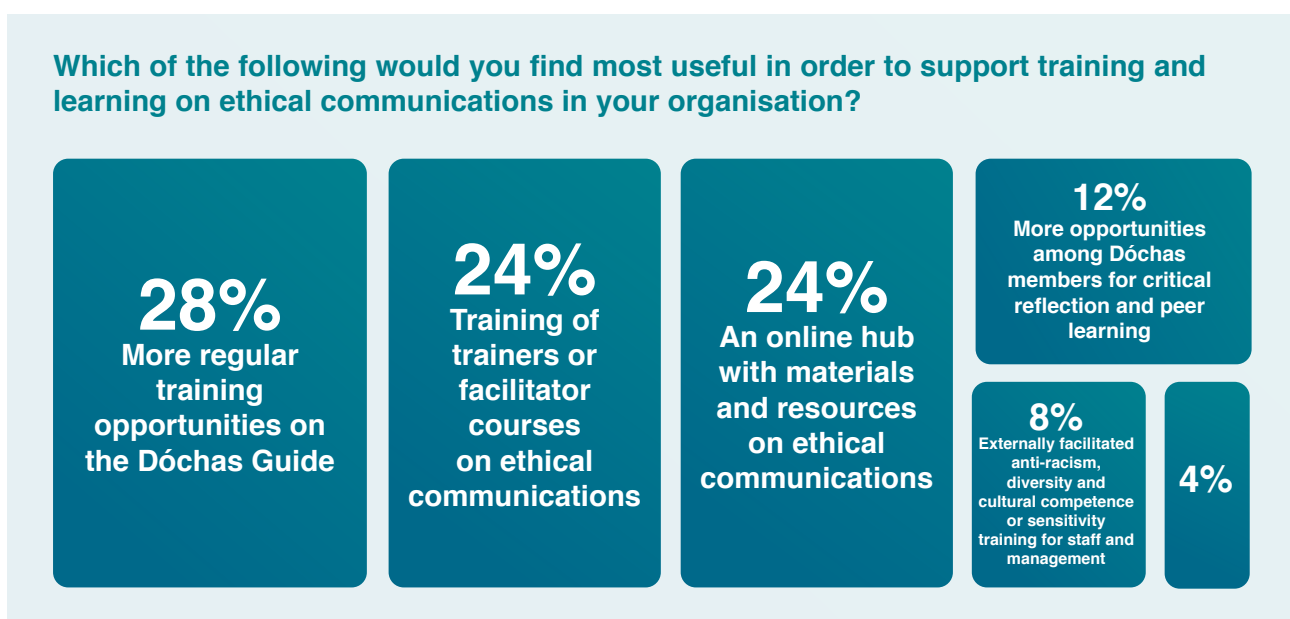 Which of the following would you find most useful in order to support training and
learning on ethical communications in your organisation?
28%
More regular
training
opportunities on
the Dóchas Guide
24%
Training of
trainers or
facilitator
courses
on ethical
communications
24%
An online hub
with materials
and resources
on ethical
communications
12%
More opportunities
among Dóchas
members for critical
reflection and peer
learning
8%
Externally facilitated
anti-racism,
diversity and
cultural competence
or sensitivity
training for staff and
management
4%